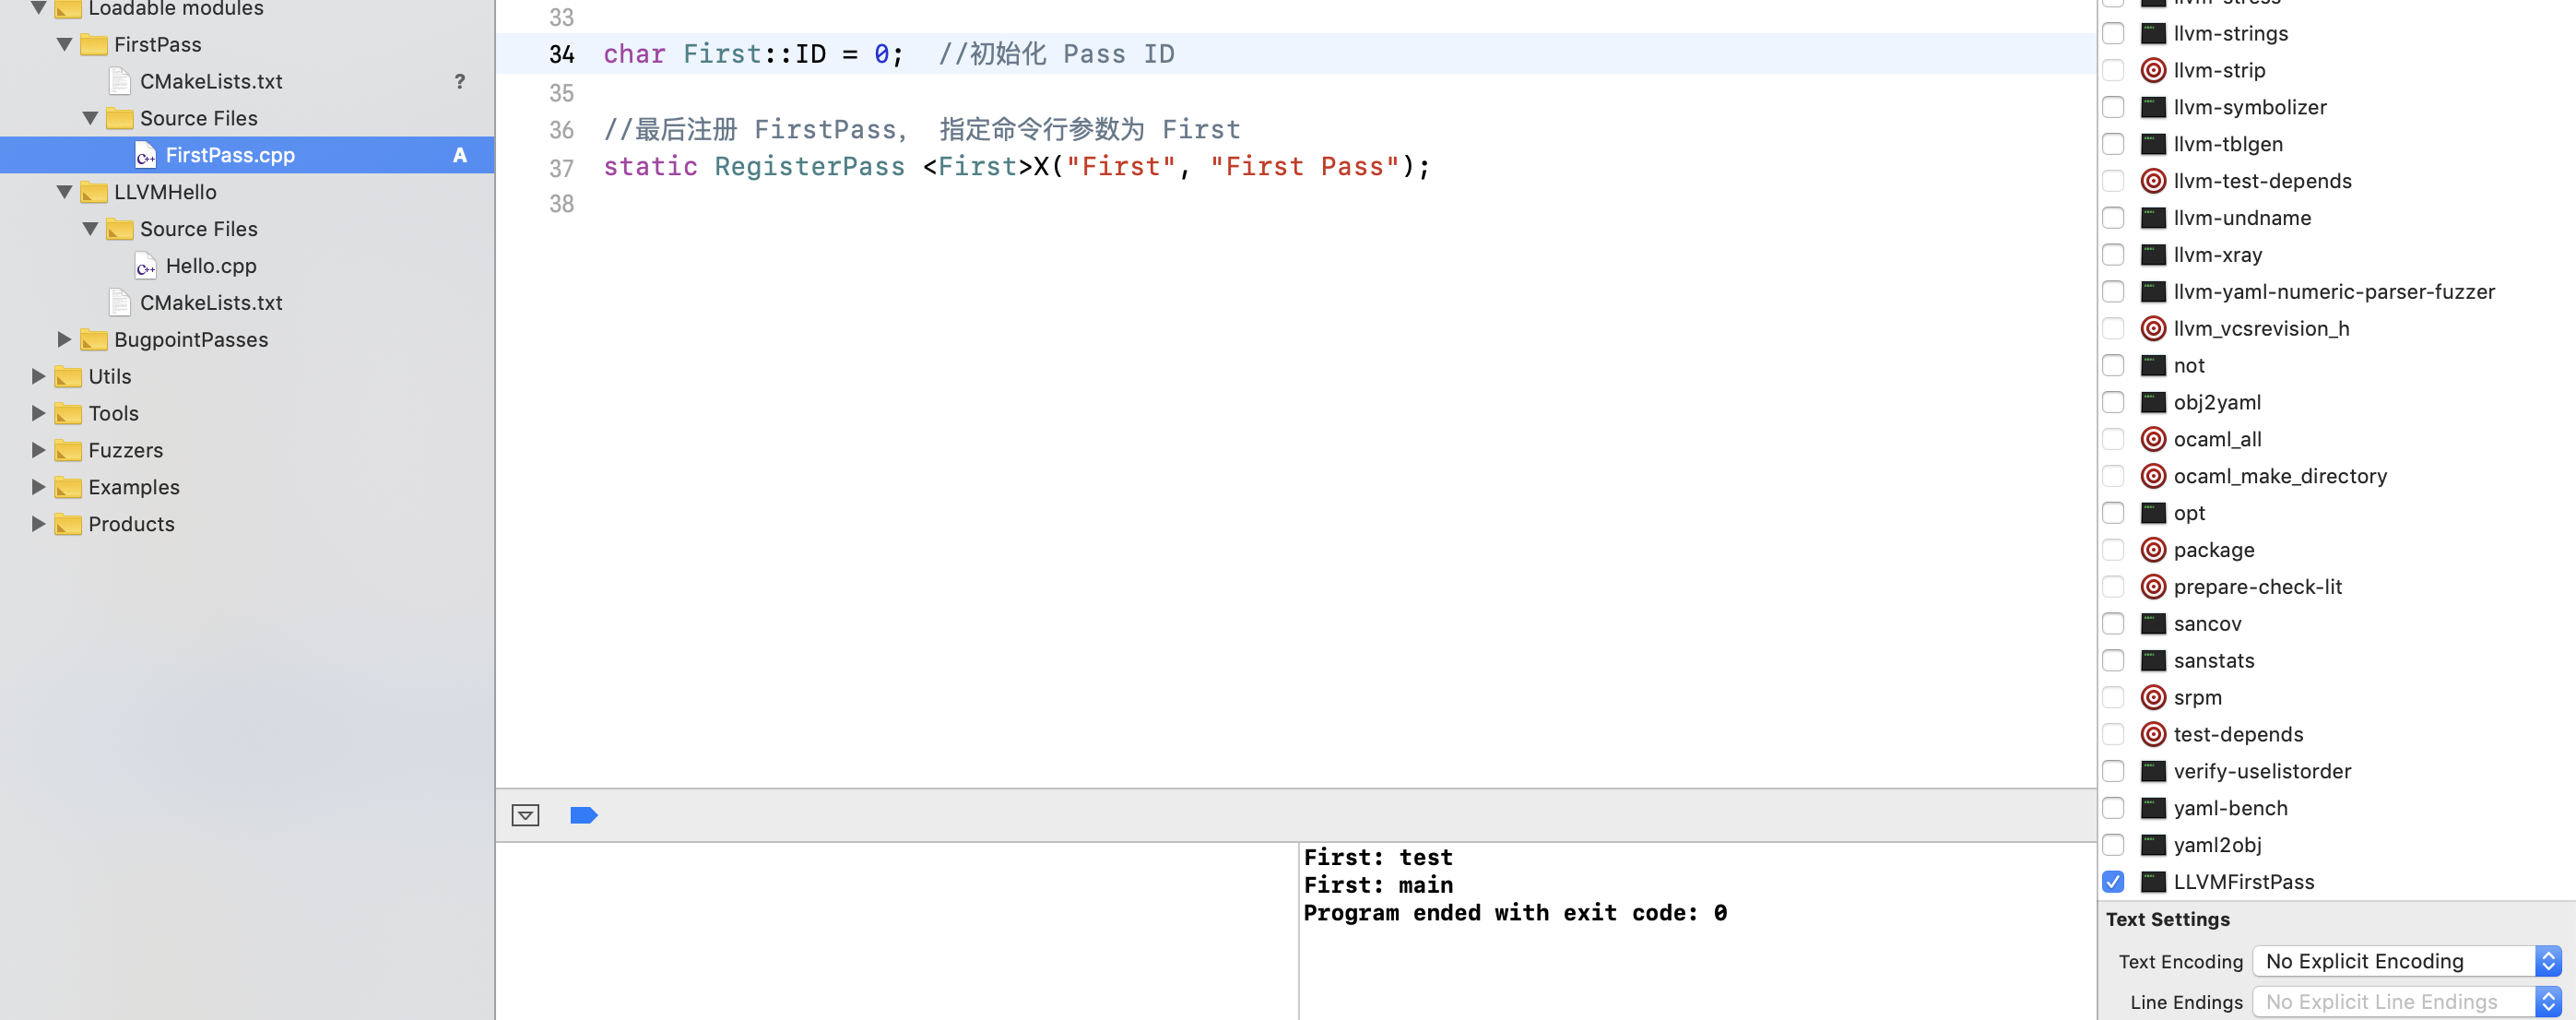 Loadable modules
FirstPass
CMakeLists.txt ?
Source Files
FirstPass.cpp A
LLVMHello
Source Files
Hello.cpp
CMakeLists.txt
BugpointPasses
Utils
Tools
Fuzzers
Examples
Products
33
34 char First::ID = 0; //初始化 Pass ID
35
36 //最后注册 FirstPass, 指定命令行参数为 First
37 static RegisterPass <First>X("First", "First Pass");
38
First: test
First: main
Program ended with exit code: 0
llvm-stress
llvm-strings
llvm-strip
llvm-symbolizer
llvm-tblgen
llvm-test-depends
llvm-undname
llvm-xray
llvm-yaml-numeric-parser-fuzzer
llvm_vcsrevision_h
not
obj2yaml
ocaml_all
ocaml_make_directory
opt
package
prepare-check-lit
sancov
sanstats
srpm
test-depends
verify-uselistorder
yaml-bench
yaml2obj
LLVMFirstPass
Text Settings
Text Encoding No Explicit Encoding
Line Endings No Explicit Line Endings